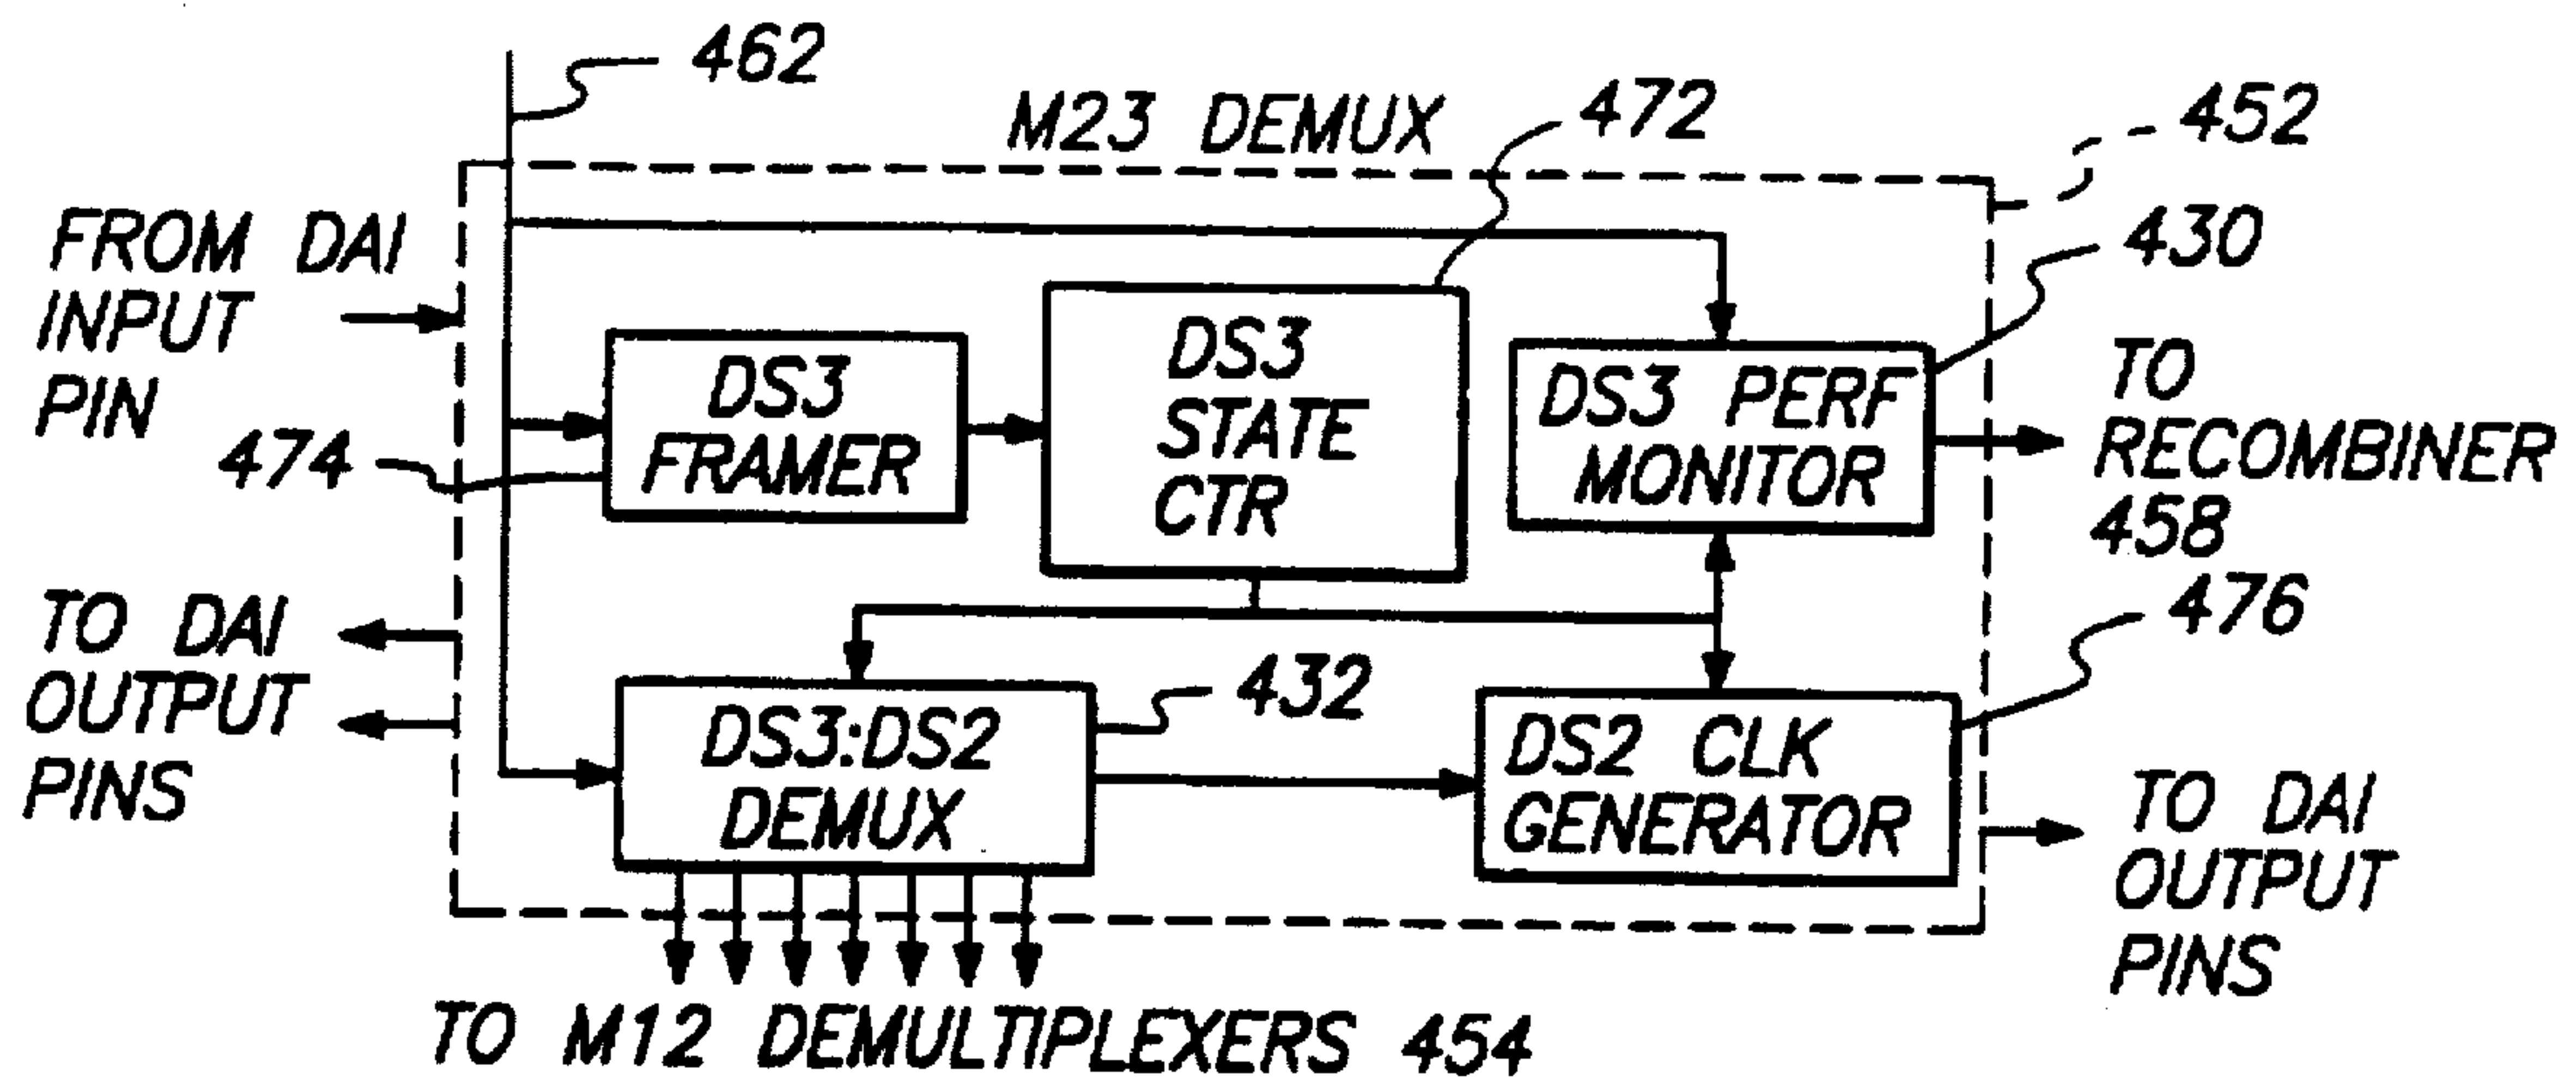 462
M23 DEMUX
472
452
FROM DAI
INPUT
PIN
430
DS3
FRAMER
474
DS3
STATE
CTR
DS3 PERF
MONITOR
TO
RECOMBINER
458
TO DAI
OUTPUT
PINS
432
476
DS3:DS2
DEMUX
DS2 CLK
GENERATOR
TO DAI
OUTPUT
PINS
TO M12 DEMULTIPLEXERS 454